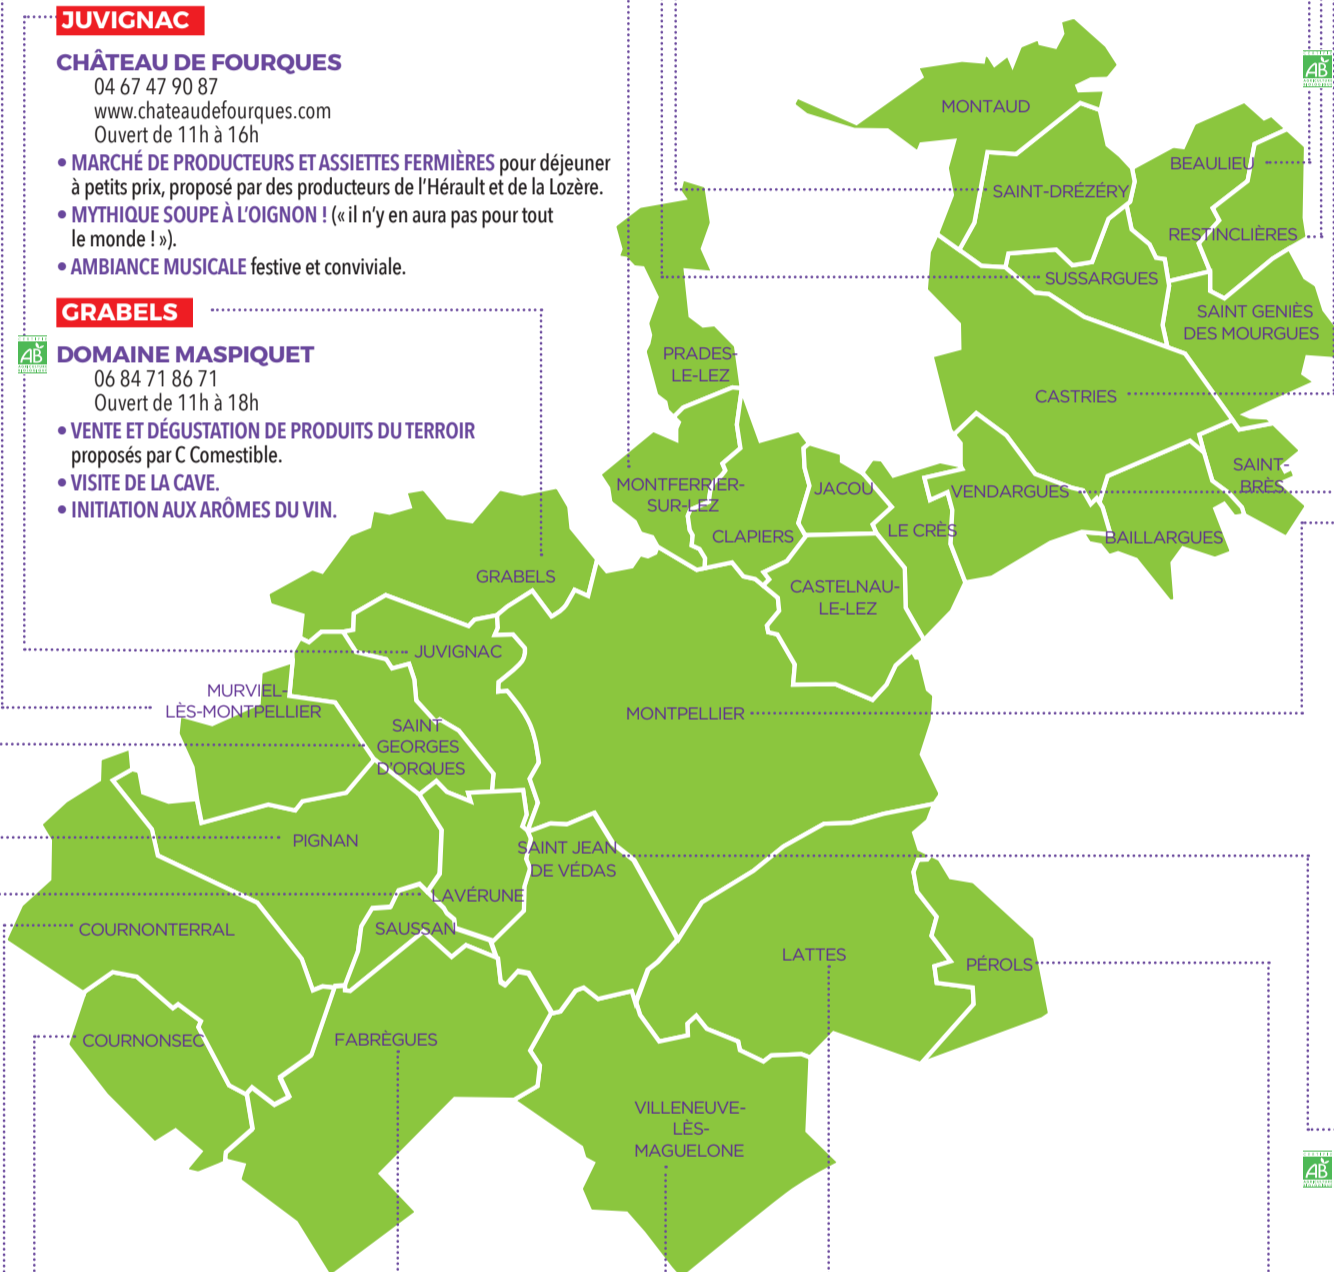 JUVIGNAC
CHÂTEAU DE FOURQUES
04 67 47 90 87
www.chateaudefourques.com
Ouvert de 11h à 16h
• MARCHÉ DE PRODUCTEURS ET ASSIETTES FERMIÈRES pour déjeuner
à petits prix, proposé par des producteurs de l'Hérault et de la Lozère.
• MYTHIQUE SOUPE À L'OIGNON ! (« il n'y en aura pas pour tout
le monde ! »).
• AMBIANCE MUSICALE festive et conviviale.
GRABELS
AB
DOMAINE MASPIQUET
06 84 71 86 71
Ouvert de 11h à 18h
• VENTE ET DÉGUSTATION DE PRODUITS DU TERROIR
proposés par C Comestible.
• VISITE DE LA CAVE.
• INITIATION AUX ARÔMES DU VIN.
AB
MONTAUD
BEAULIEU
SAINT-DRÉZÉRY
RESTINCLIÈRES
SUSSARGUES
SAINT GENIÈS
DES MOURGUES
PRADES-
LE-LEZ
CASTRIES
MONTFERRIER-
SUR-LEZ
JACOU
VENDARGUES
SAINT-
BRÈS
CLAPIERS
LE CRÈS
BAILLARGUES
GRABELS
CASTELNAU-
LE-LEZ
JUVIGNAC
MURVIEL-
LÈS-MONTPELLIER
MONTPELLIER
SAINT
GEORGES
D'ORQUES
PIGNAN
SAINT JEAN
DE VÉDAS
LAVÉRUNE
COURNONTERRAL
SAUSSAN
LATTES
PÉROLS
COURNONSEC
FABRÈGUES
VILLENEUVE-
LÈS-
MAGUELONE
AB